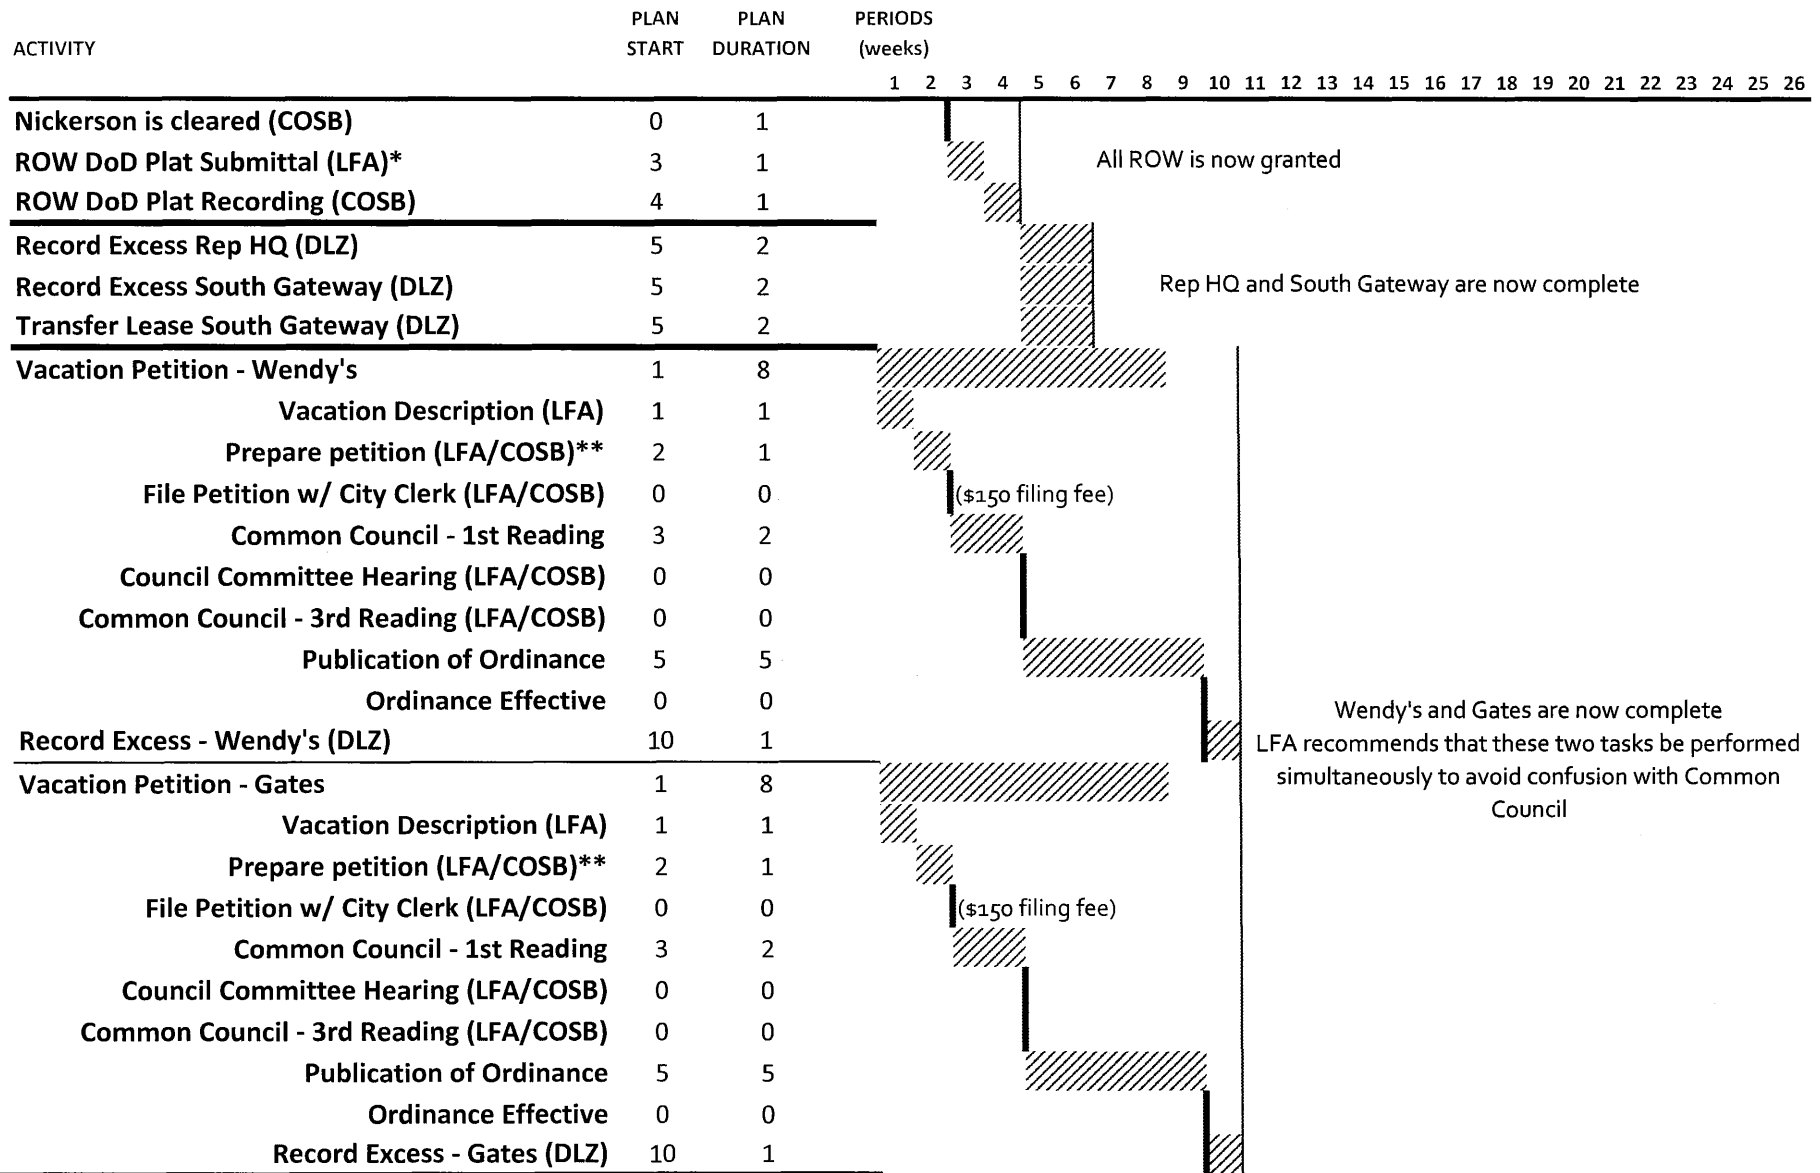 PLAN PLAN PERIODS
ACTIVITY START DURATION (weeks)
1 2 3 4 5 6 7 8 9 10 11 12 13 14 15 16 17 18 19 20 21 22 23 24 25 26
Nickerson is cleared (COSB) 0 1
ROW DoD Plat Submittal (LFA)* 3 1 All ROW is now granted
ROW DoD Plat Recording (COSB) 4 1
Record Excess Rep HQ (DLZ) 5 2
Record Excess South Gateway (DLZ) 5 2 Rep HQ and South Gateway are now complete
Transfer Lease South Gateway (DLZ) 5 2
Vacation Petition - Wendy's 1 8
Vacation Description (LFA) 1 1
Prepare petition (LFA/COSB)** 2 1
File Petition w/ City Clerk (LFA/COSB) 0 0 ($150 filing fee)
Common Council - 1st Reading 3 2
Council Committee Hearing (LFA/COSB) 0 0
Common Council - 3rd Reading (LFA/COSB) 0 0
Publication of Ordinance 5 5
Ordinance Effective 0 0
Record Excess - Wendy's (DLZ) 10 1
Wendy's and Gates are now complete
LFA recommends that these two tasks be performed
simultaneously to avoid confusion with Common
Council
Vacation Petition - Gates 1 8
Vacation Description (LFA) 1 1
Prepare petition (LFA/COSB)** 2 1
File Petition w/ City Clerk (LFA/COSB) 0 0 ($150 filing fee)
Common Council - 1st Reading 3 2
Council Committee Hearing (LFA/COSB) 0 0
Common Council - 3rd Reading (LFA/COSB) 0 0
Publication of Ordinance 5 5
Ordinance Effective 0 0
Record Excess - Gates (DLZ) 10 1